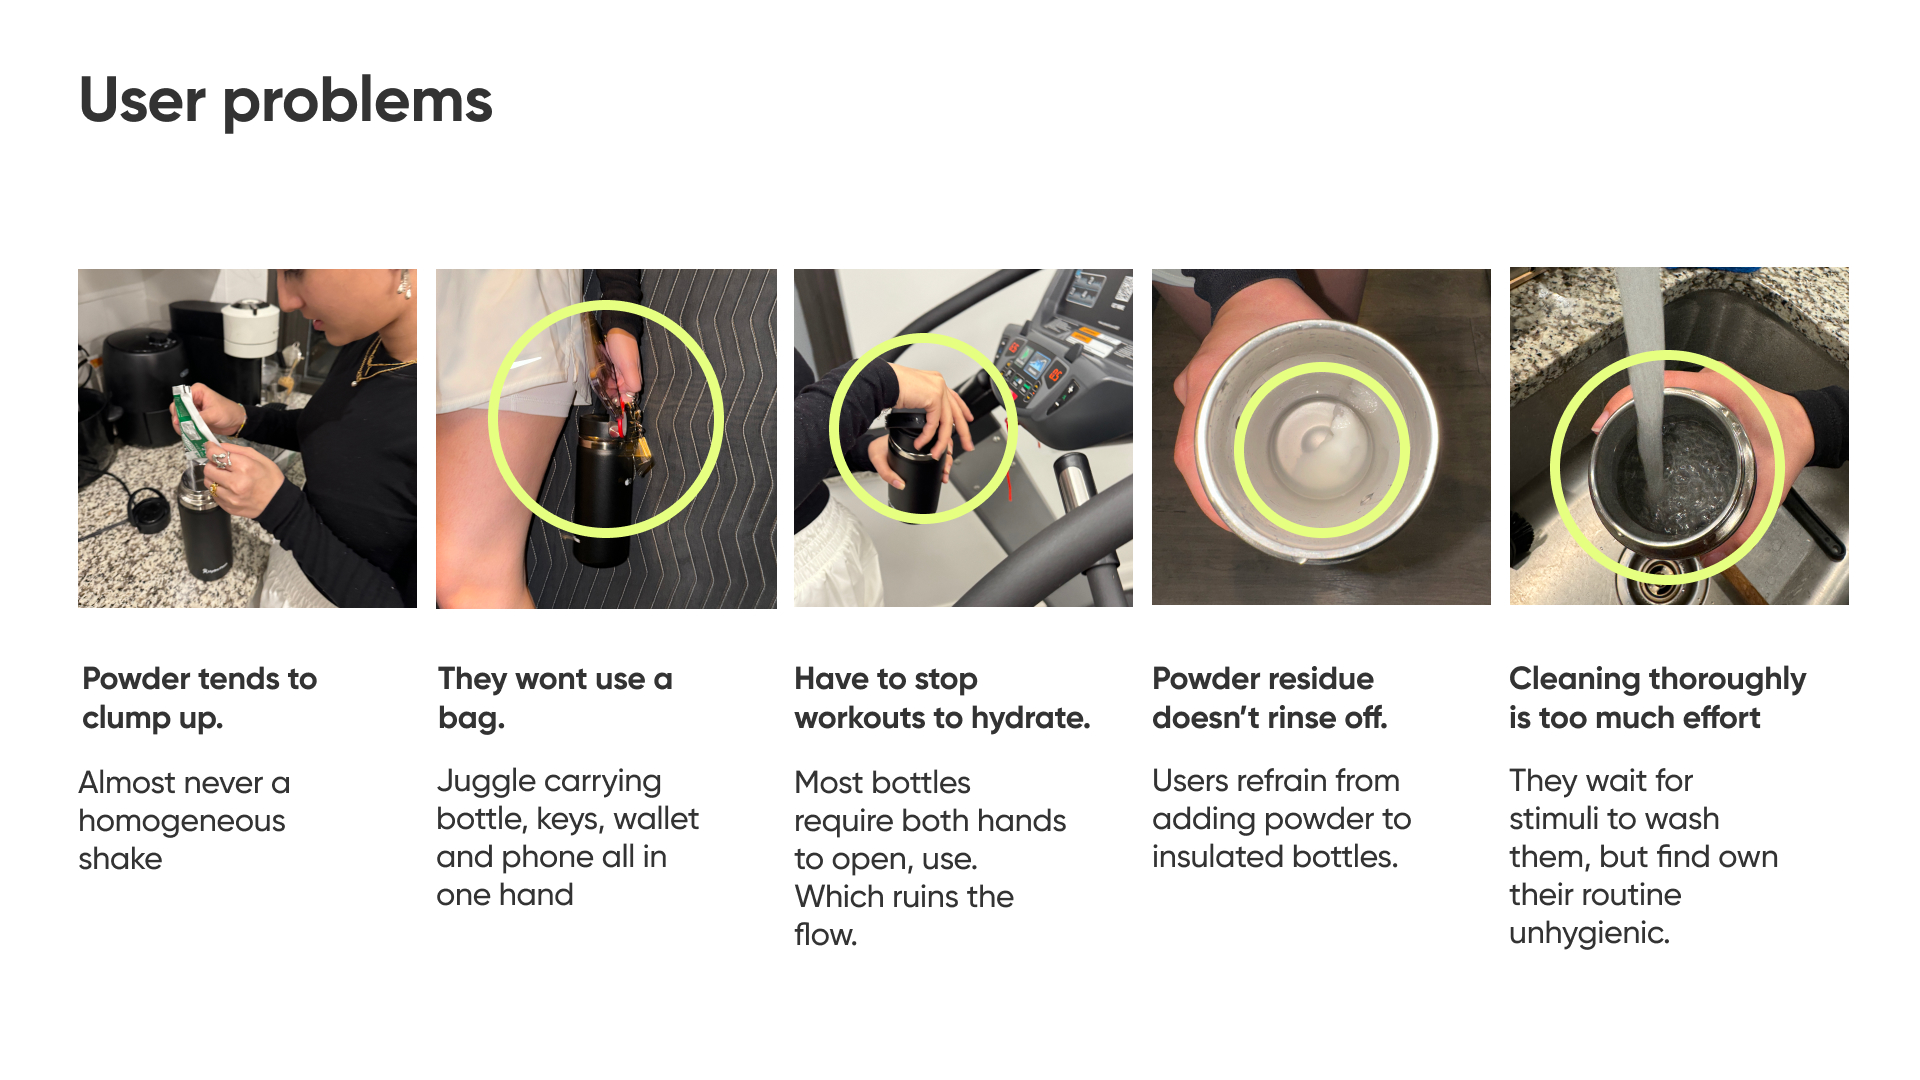 User problems
Powder tends to
clump up.
Almost never a
homogeneous
shake
They wont use a
bag.
Juggle carrying
bottle, keys, wallet
and phone all in
one hand
Have to stop
workouts to hydrate.
Most bottles
require both hands
to open, use.
Which ruins the
flow.
Powder residue
doesn’t rinse off.
Users refrain from
adding powder to
insulated bottles.
Cleaning thoroughly
is too much effort
They wait for
stimuli to wash
them, but find own
their routine
unhygienic.